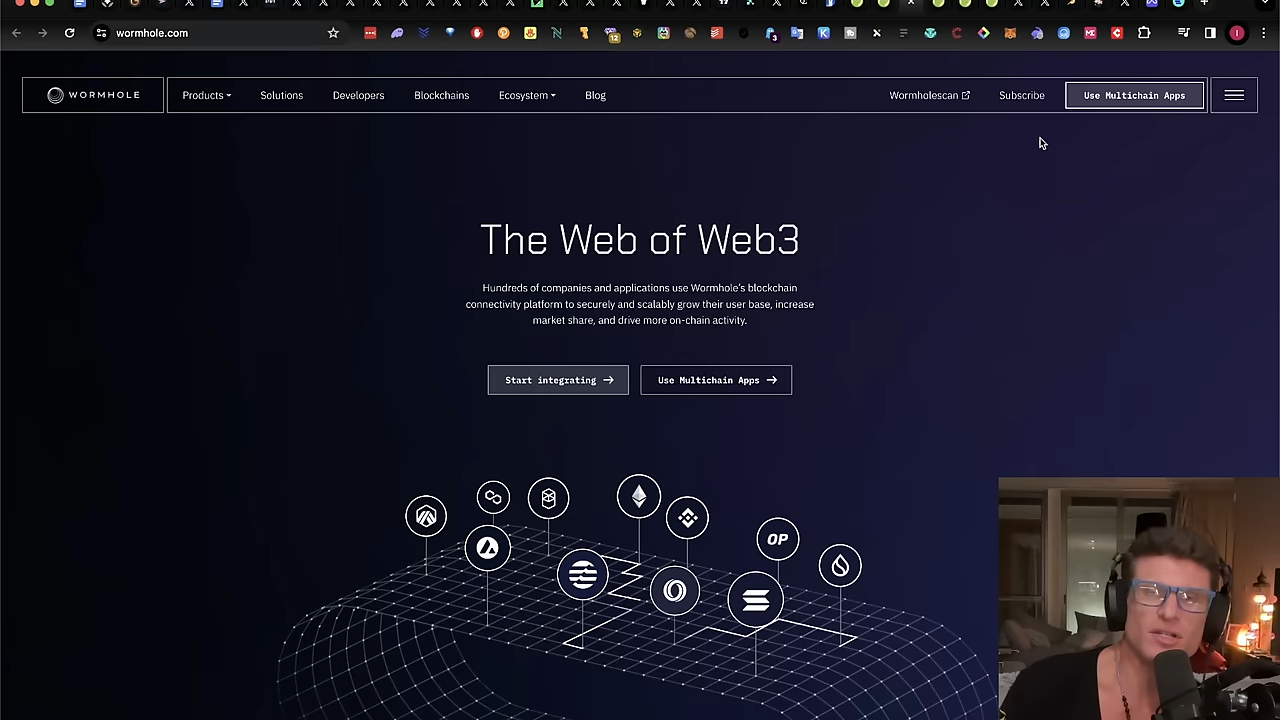 wormhole.com
12
3
WORMHOLE
Products
Solutions
Developers
Blockchains
Ecosystem
Blog
Wormholescan
Subscribe
Use Multichain Apps
The Web of Web3
Hundreds of companies and applications use Wormhole's blockchain
connectivity platform to securely and scalably grow their user base, increase
market share, and drive more on-chain activity.
Start integrating
Use Multichain Apps
OP